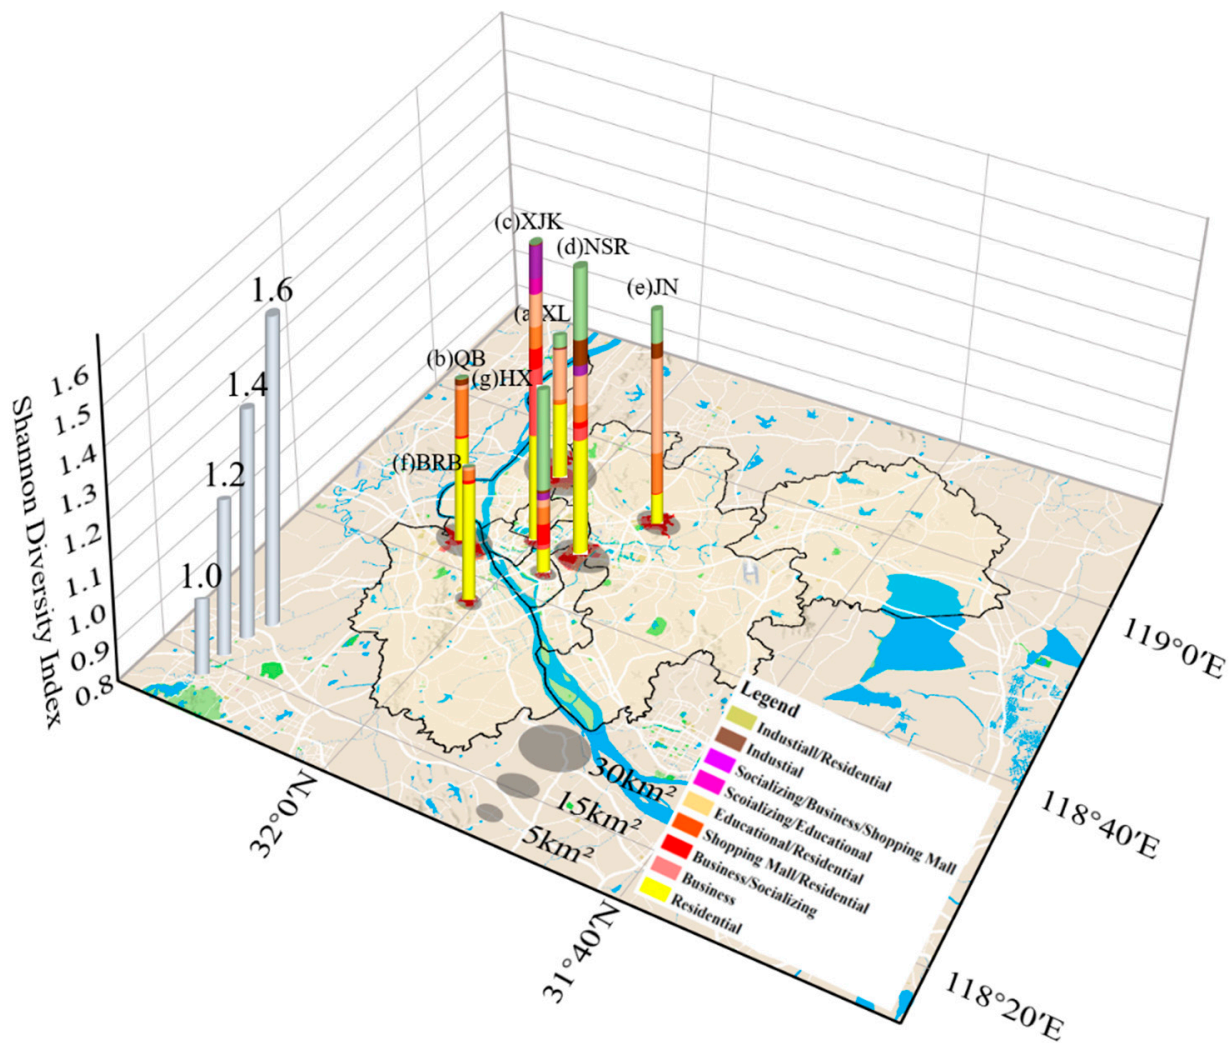 (c)XJK
(d)NSR
(e)JN
(a)XL
(b)QB
(g)HX
(f)BRB
1.6
1.4
1.2
1.0
Shannon Diversity Index
1.6
1.5
1.4
1.3
1.2
1.1
1.0
0.9
0.8
32°0′N
31°40′N
119°0′E
118°40′E
118°20′E
30km²
15km²
5km²
Legend
Industiall/Residential
Industial
Socializing/Business/Shopping Mall
Scoializing/Educational
Educational/Residential
Shopping Mall/Residential
Business/Socializing
Business
Residential